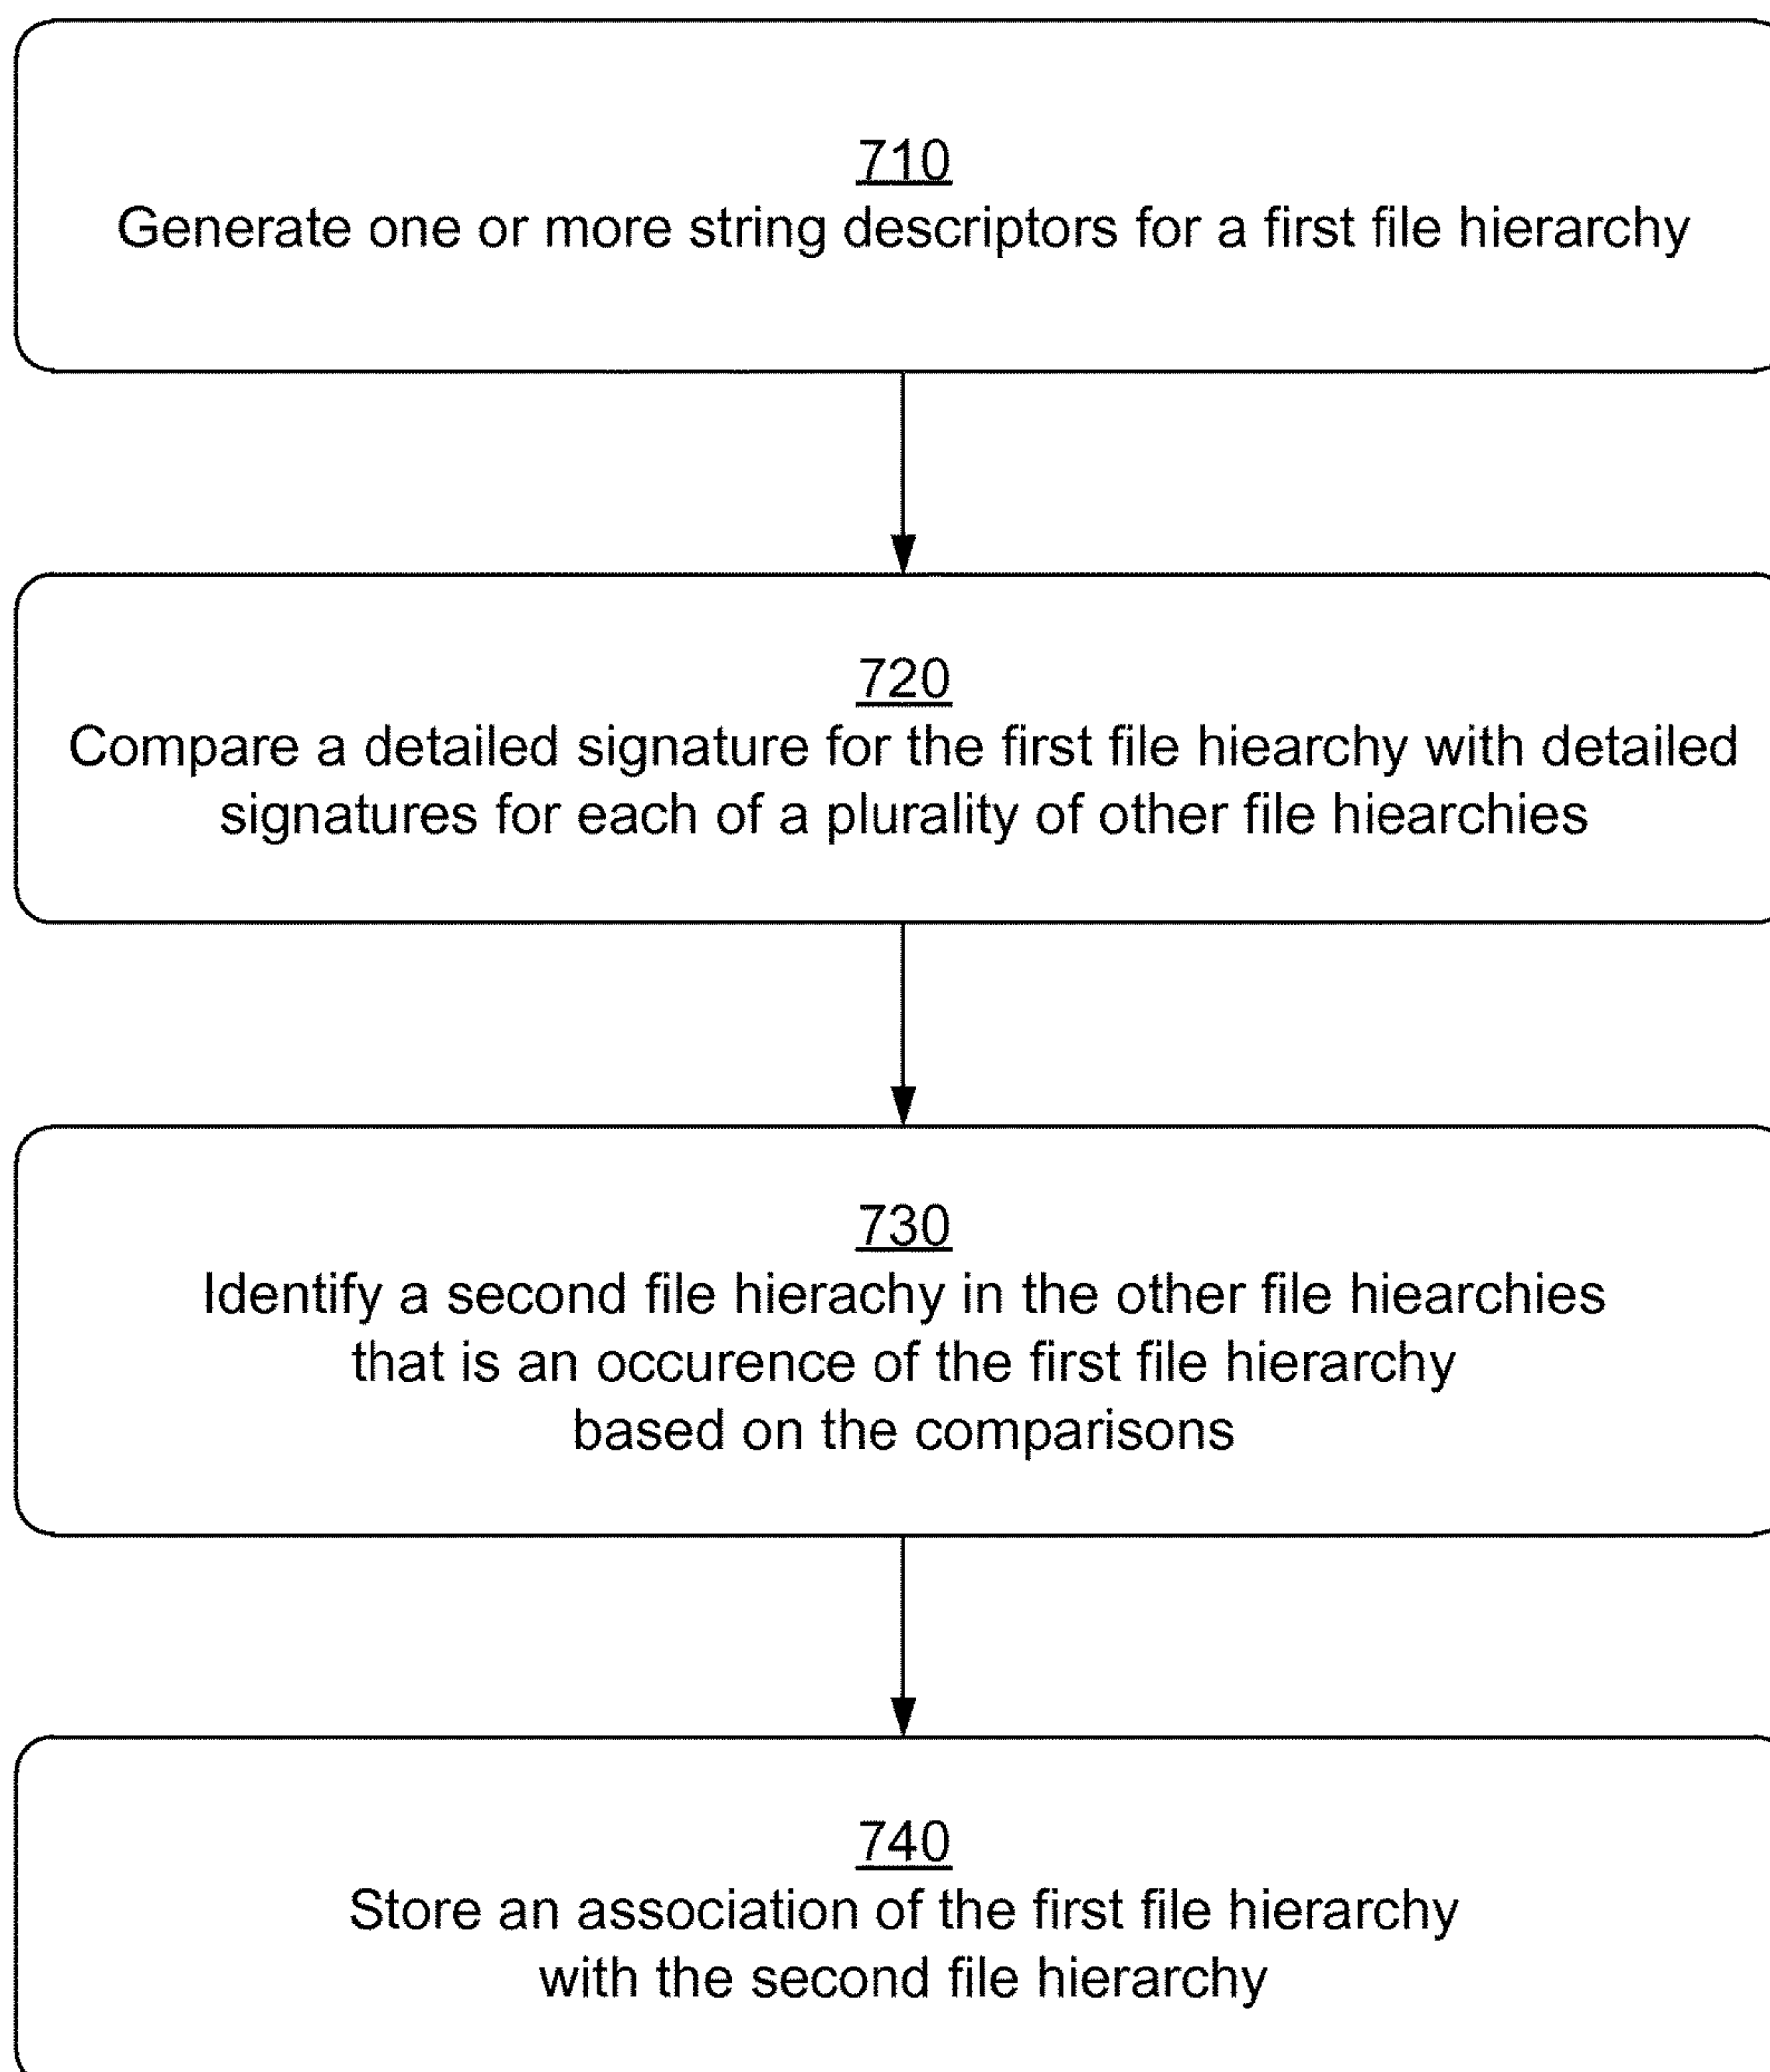 710
Generate one or more string descriptors for a first file hierarchy
720
Compare a detailed signature for the first file hiearchy with detailed
signatures for each of a plurality of other file hiearchies
730
Identify a second file hierachy in the other file hiearchies
that is an occurence of the first file hierarchy
based on the comparisons
740
Store an association of the first file hierarchy
with the second file hierarchy